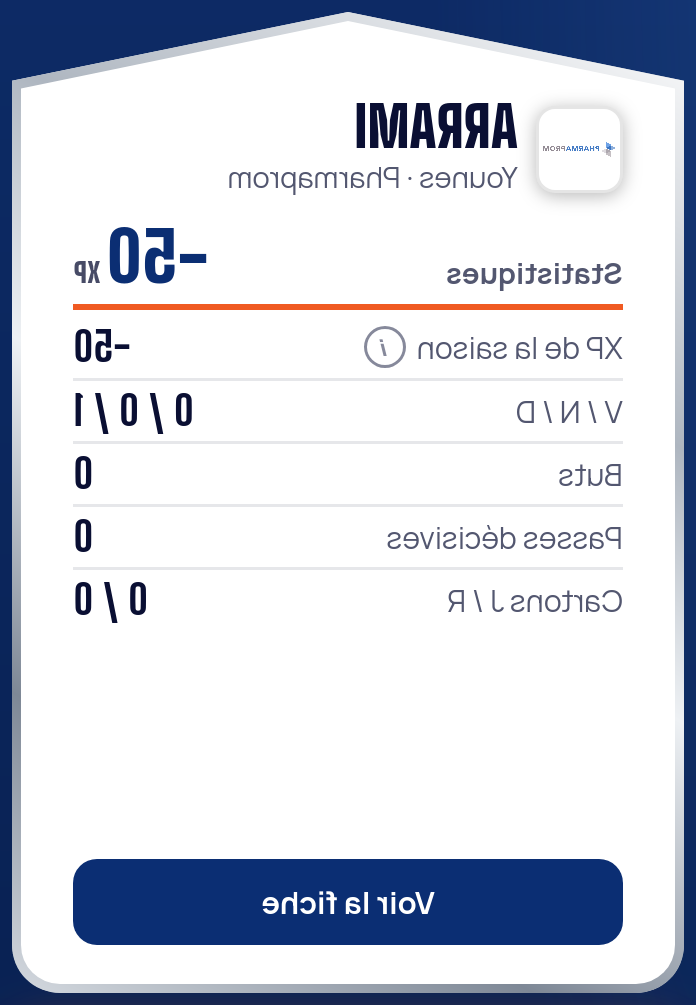 ARRAMI
PHARMAPROM
Younes · Pharmaprom
Statistiques -50 XP
XP de la saison i -50
V / N / D 0 / 0 / 1
Buts 0
Passes décisives 0
Cartons J / R 0 / 0
Voir la fiche